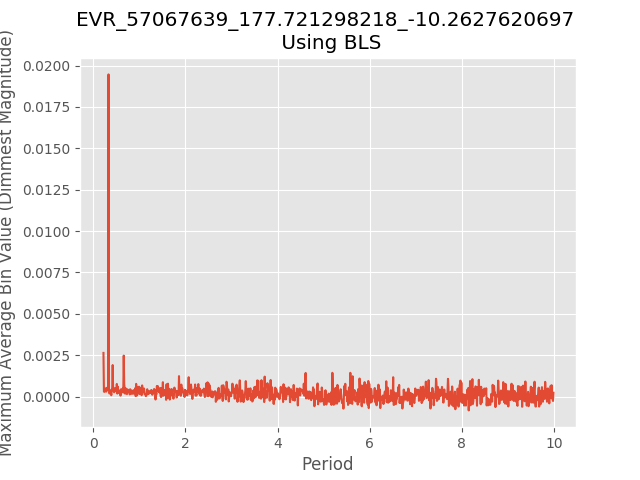 EVR_57067639_177.721298218_-10.2627620697
Using BLS
Maximum Average Bin Value (Dimmest Magnitude)
0.0200
0.0175
0.0150
0.0125
0.0100
0.0075
0.0050
0.0025
0.0000
0 2 4 6 8 10
Period